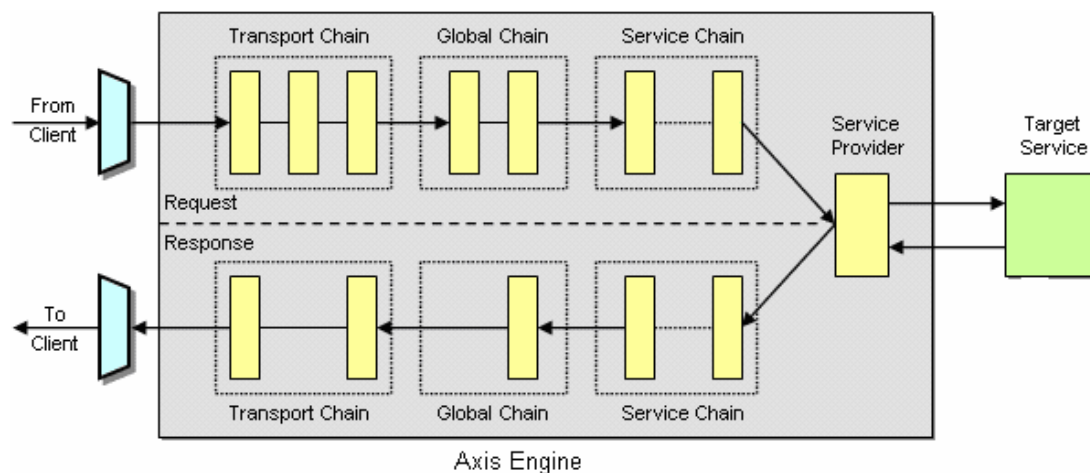 Transport Chain
Global Chain
Service Chain
From
Client
Service
Provider
Target
Service
Request
Response
To
Client
Transport Chain
Global Chain
Service Chain
Axis Engine